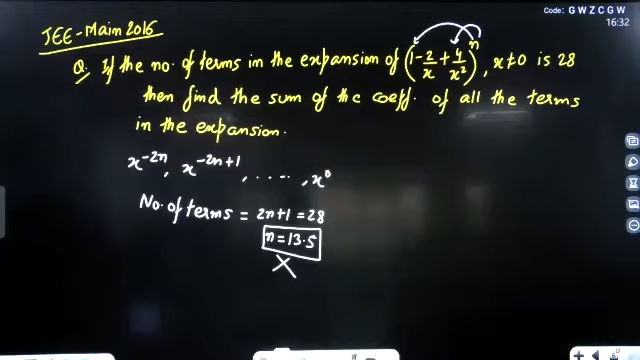 Code: G W Z C G W
16:32
JEE-Main 2016
Q. If the no. of terms in the expansion of (1 - 2/x + 4/x²)^n, x≠0 is 28
then find the sum of the coeff. of all the terms
in the expansion.
x^-2n, x^-2n+1, . . . . , x^0
No. of terms = 2n+1 = 28
n = 13.5
X